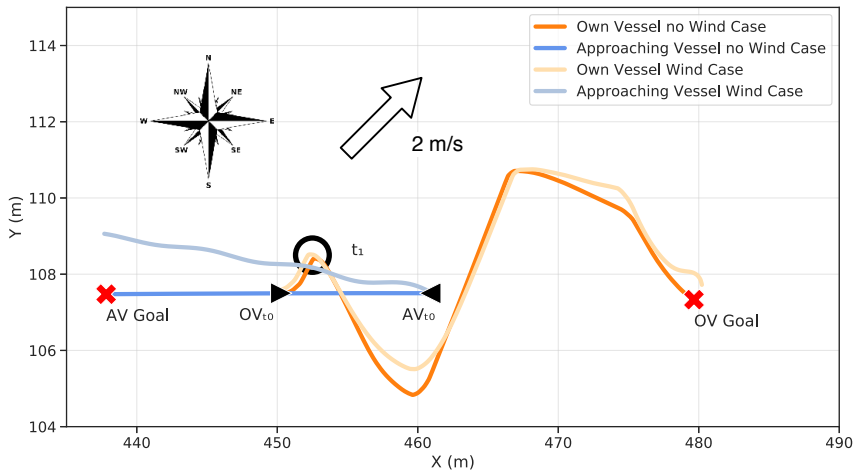 Own Vessel no Wind Case
Approaching Vessel no Wind Case
Own Vessel Wind Case
Approaching Vessel Wind Case
N
NW
NE
W
E
SW
SE
S
2 m/s
t₁
AV Goal
OVₜ₀
AVₜ₀
OV Goal
114
112
110
108
106
104
Y (m)
440
450
460
470
480
490
X (m)